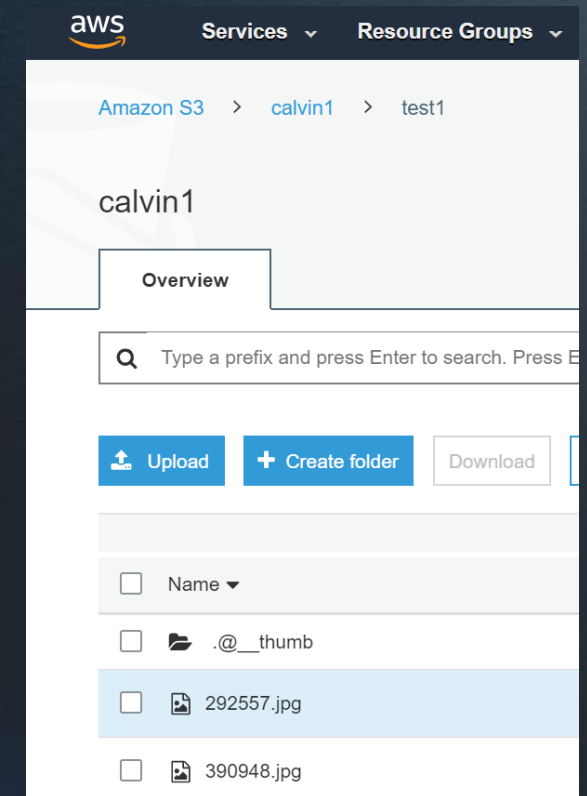 aws Services Resource Groups
Amazon S3 > calvin1 > test1
calvin1
Overview
Type a prefix and press Enter to search. Press E
Upload + Create folder Download
Name
.@__thumb
292557.jpg
390948.jpg